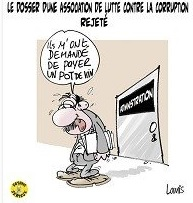 LE DOSSIER D'UNE ASSOCIATION DE LUTTE CONTRE LA CORRUPTION
REJETÉ
ILS M'ONT
DEMANDÉ
DE PAYER
UN POT DE VIN
ADMINISTRATION
Lounis